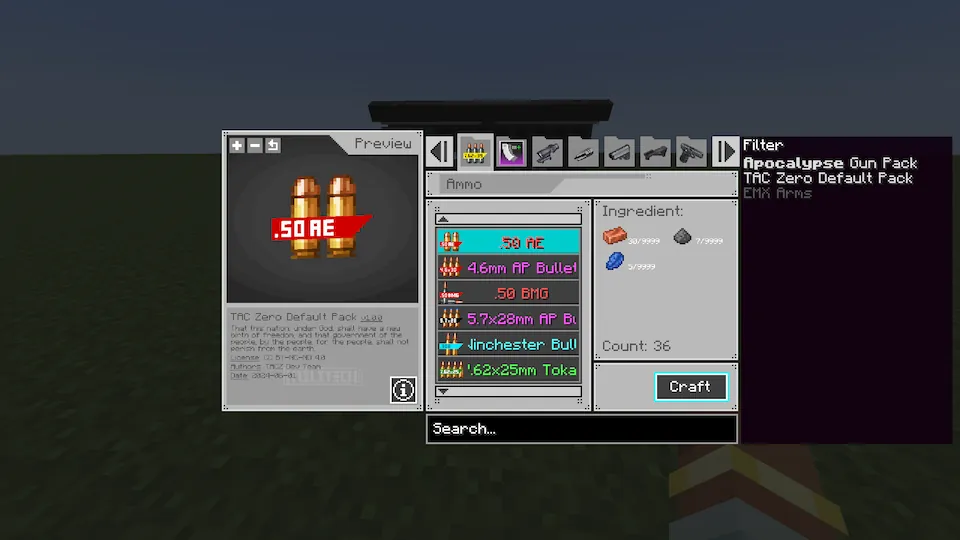 Preview
.50 AE
TAC Zero Default Pack v1.0.0
That this nation, under God, shall have a new
birth of freedom, and that government of the
people, by the people, for the people, shall not
perish from the earth.
License: CC BY-NC-ND 4.0
Authors: TACZ Dev Team
Ammo
.50 AE
4.6mm AP Bullet
.50 BMG
5.7x28mm AP Bu
Winchester Bull
7.62x25mm Toka
Ingredient:
30/9999
7/9999
5/9999
Count: 36
Craft
Search...
Filter
Apocalypse Gun Pack
TAC Zero Default Pack
EMX Arms